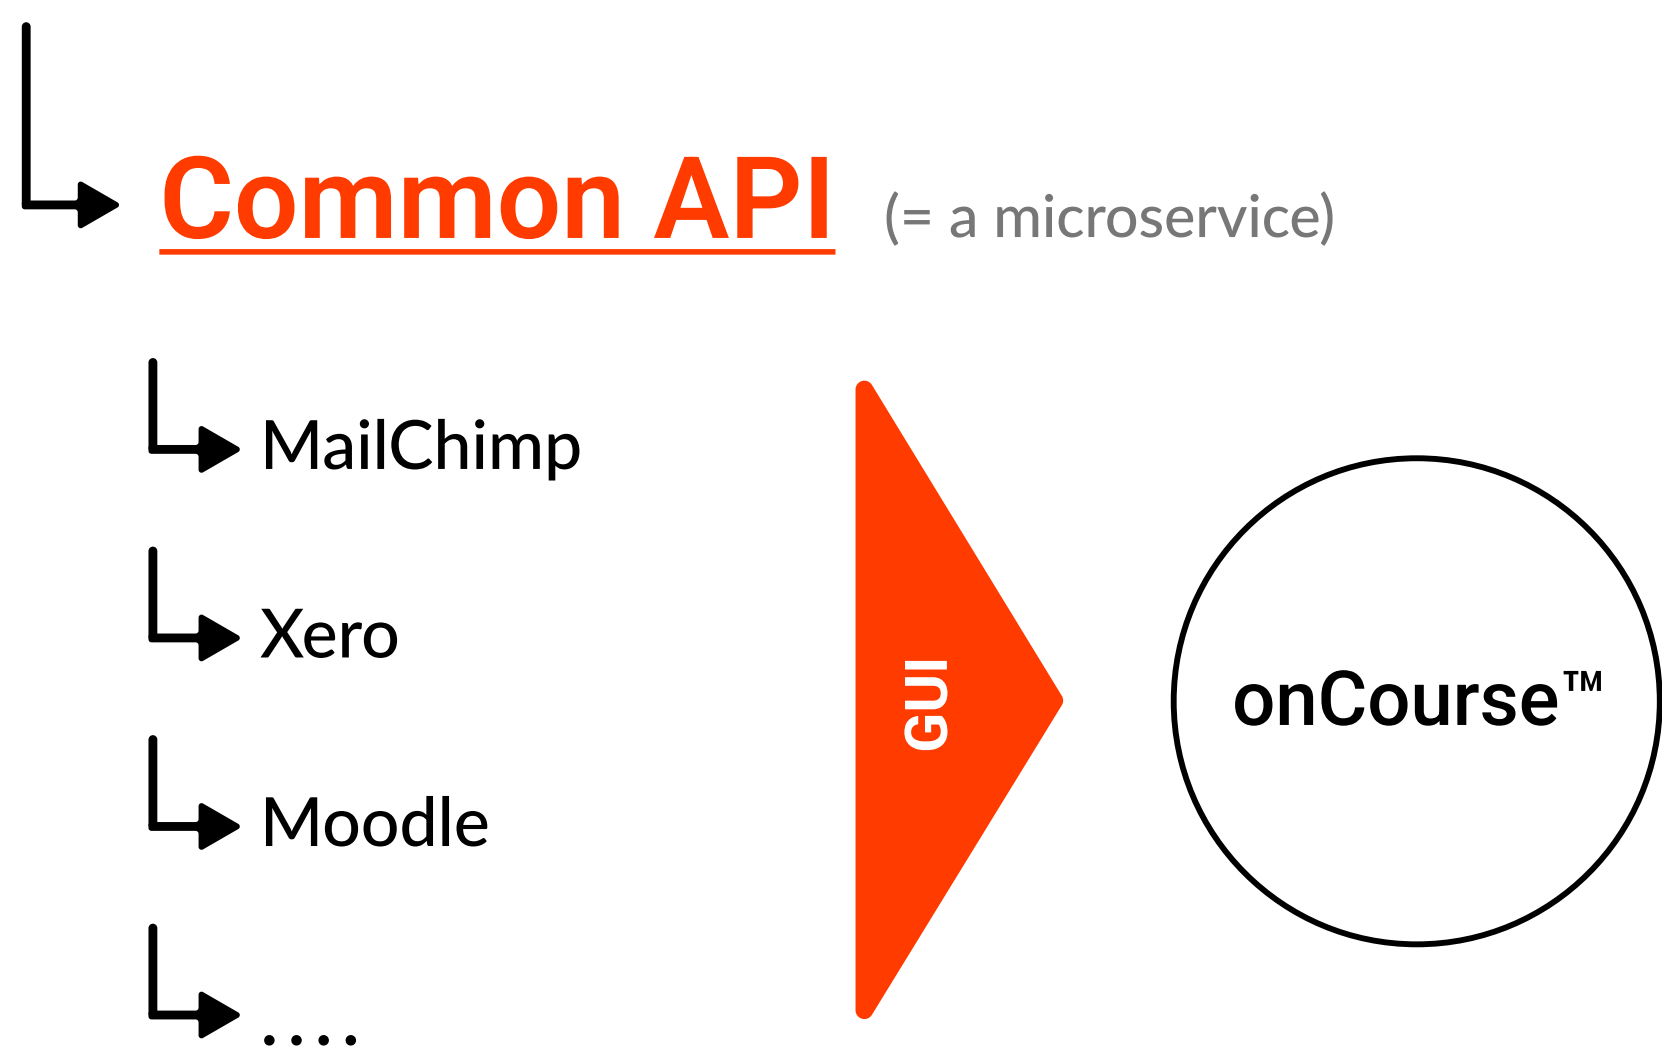 Common API (= a microservice)
MailChimp
Xero
Moodle
....
GUI
onCourse™